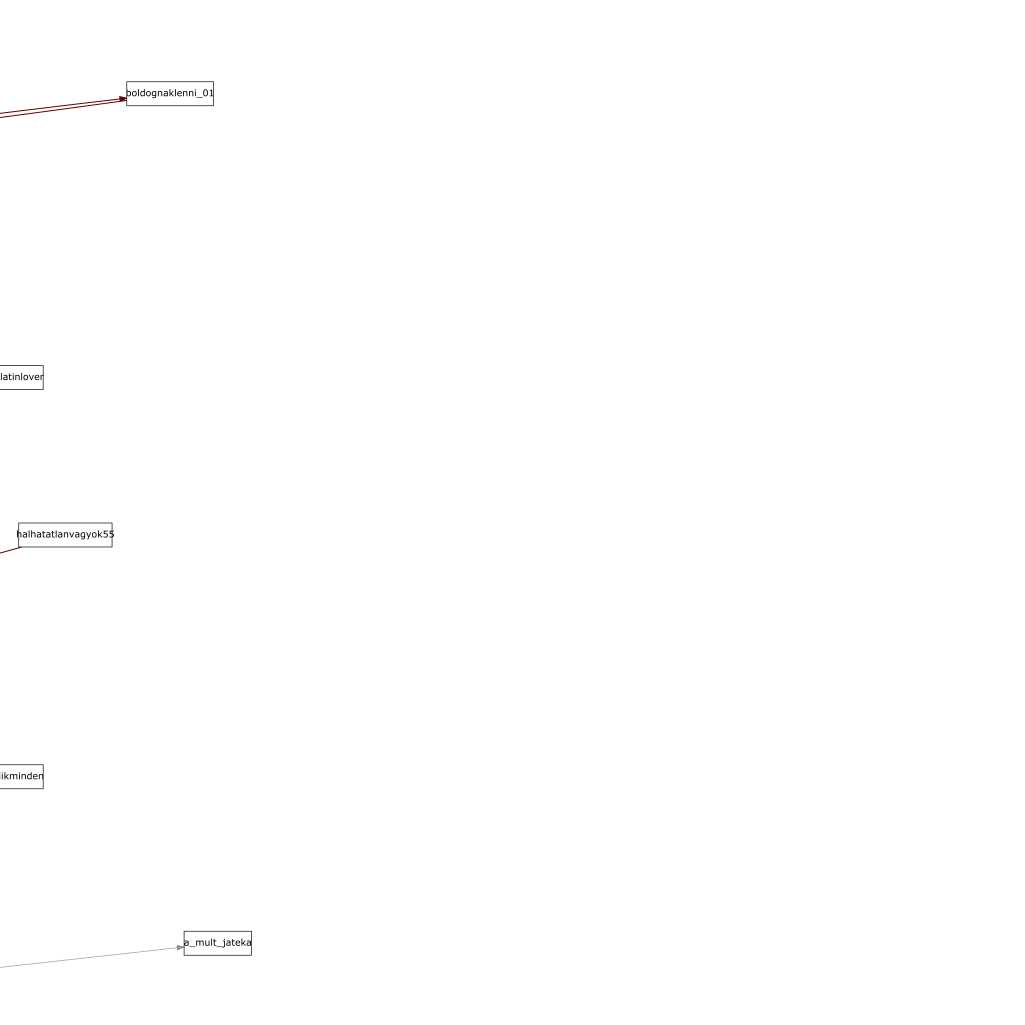 boldognaklenni_01
latinlover
halhatatlanvagyok55
ikminden
a_mult_jateka